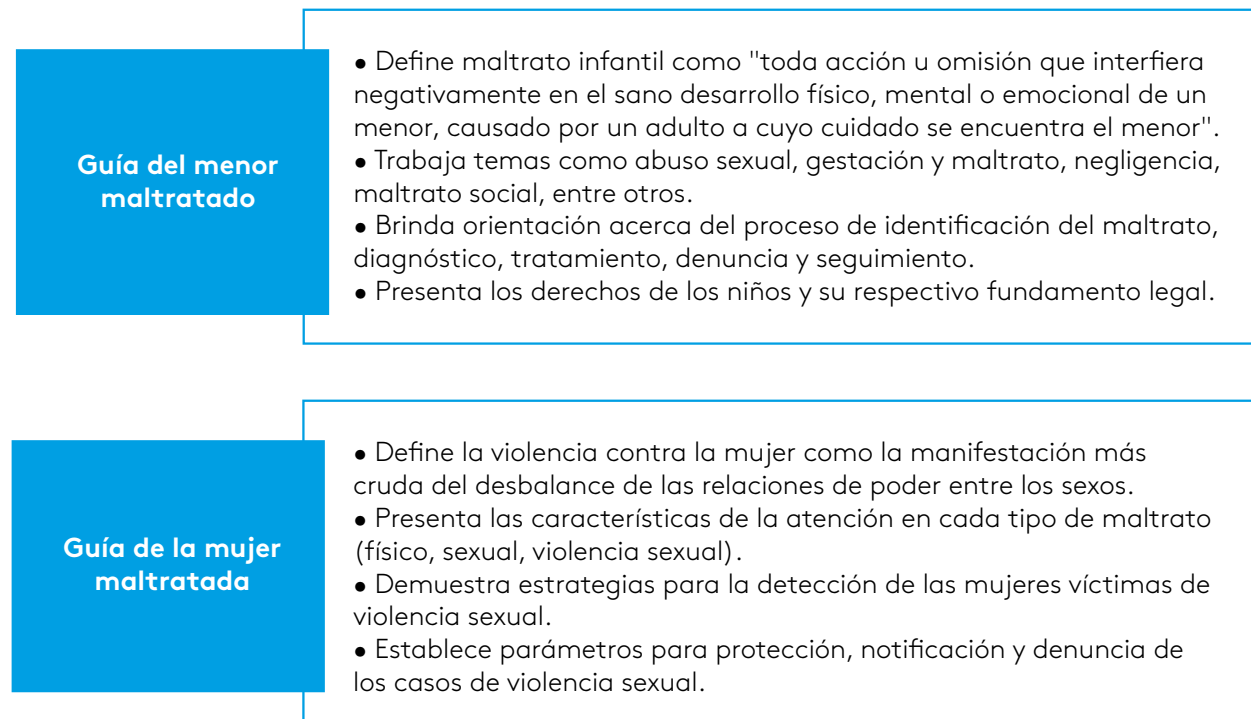 Guía del menor
maltratado
• Define maltrato infantil como "toda acción u omisión que interfiera
negativamente en el sano desarrollo físico, mental o emocional de un
menor, causado por un adulto a cuyo cuidado se encuentra el menor".
• Trabaja temas como abuso sexual, gestación y maltrato, negligencia,
maltrato social, entre otros.
• Brinda orientación acerca del proceso de identificación del maltrato,
diagnóstico, tratamiento, denuncia y seguimiento.
• Presenta los derechos de los niños y su respectivo fundamento legal.
Guía de la mujer
maltratada
• Define la violencia contra la mujer como la manifestación más
cruda del desbalance de las relaciones de poder entre los sexos.
• Presenta las características de la atención en cada tipo de maltrato
(físico, sexual, violencia sexual).
• Demuestra estrategias para la detección de las mujeres víctimas de
violencia sexual.
• Establece parámetros para protección, notificación y denuncia de
los casos de violencia sexual.